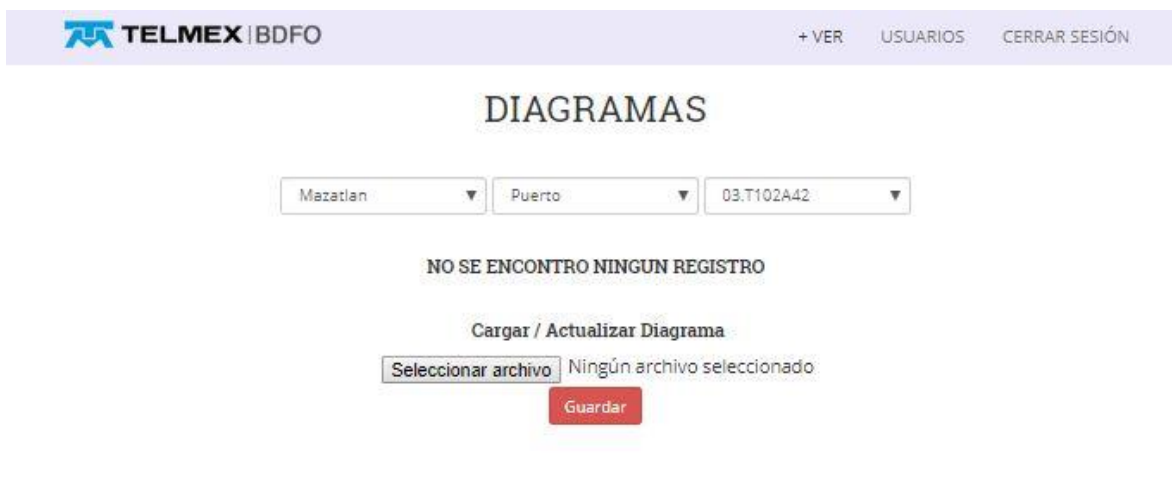 TELMEX | BDFO + VER USUARIOS CERRAR SESIÓN
DIAGRAMAS
Mazatlan Puerto 03.T102A42
NO SE ENCONTRO NINGUN REGISTRO
Cargar / Actualizar Diagrama
Seleccionar archivo Ningún archivo seleccionado
Guardar